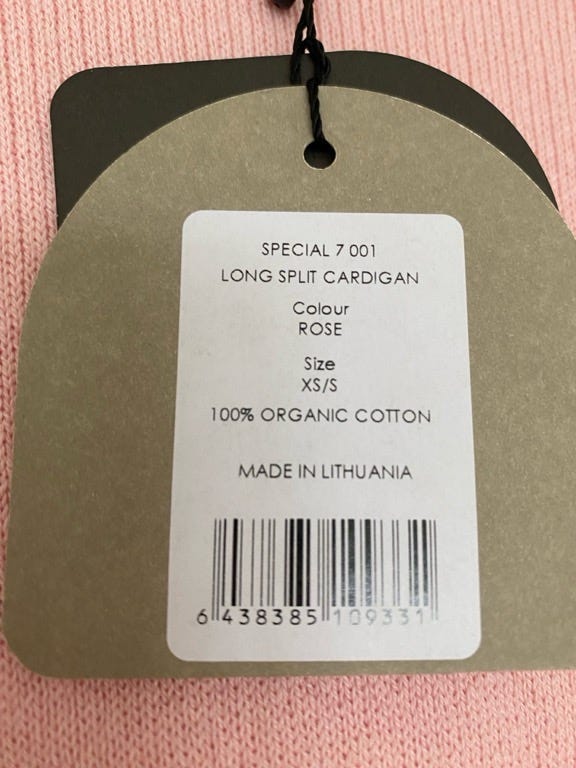 SPECIAL 7 001
LONG SPLIT CARDIGAN
Colour
ROSE
Size
XS/S
100% ORGANIC COTTON
MADE IN LITHUANIA
6 438385 109331